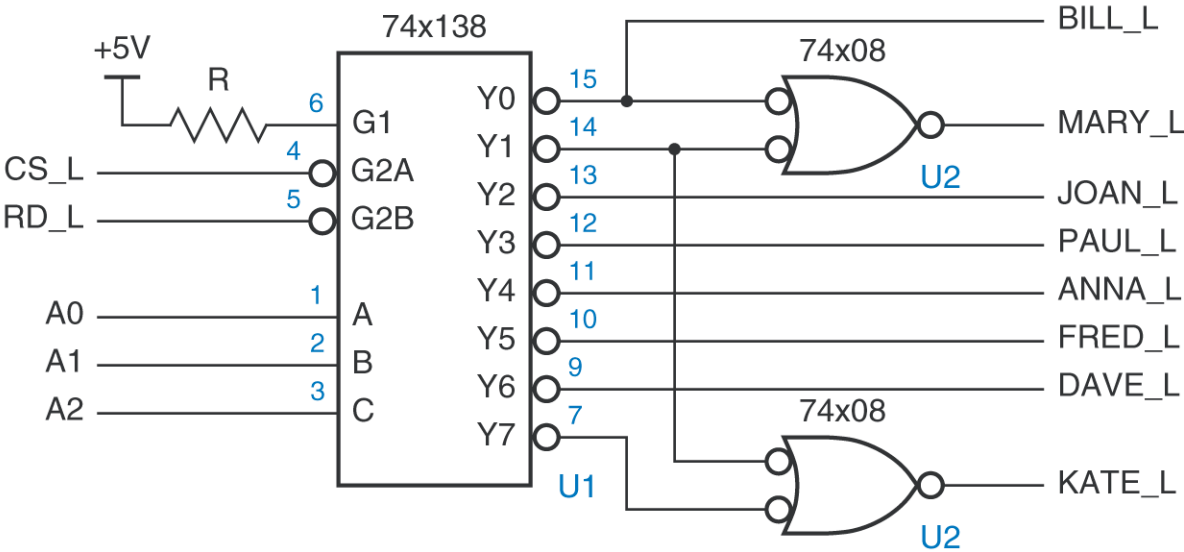 74x138
+5V
R
6
G1
CS_L
4
G2A
RD_L
5
G2B
A0
1
A
A1
2
B
A2
3
C
Y0
15
Y1
14
Y2
13
Y3
12
Y4
11
Y5
10
Y6
9
Y7
7
U1
74x08
U2
74x08
U2
BILL_L
MARY_L
JOAN_L
PAUL_L
ANNA_L
FRED_L
DAVE_L
KATE_L